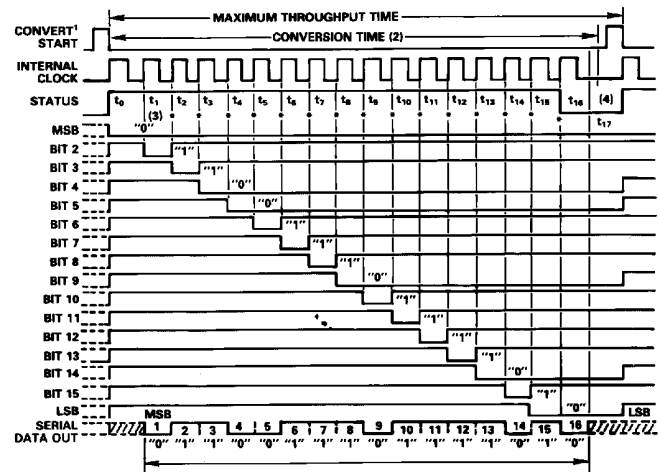 MAXIMUM THROUGHPUT TIME
CONVERT¹ START
CONVERSION TIME (2)
INTERNAL CLOCK
STATUS t0 t1 t2 t3 t4 t5 t6 t7 t8 t9 t10 t11 t12 t13 t14 t15 t16 (4)
(3) t17
MSB "0"
BIT 2 "1"
BIT 3 "1"
BIT 4 "0"
BIT 5 "0"
BIT 6 "1"
BIT 7 "1"
BIT 8 "1"
BIT 9 "0"
BIT 10 "1"
BIT 11 "1"
BIT 12 "1"
BIT 13 "1"
BIT 14 "0"
BIT 15 "1"
LSB "0"
MSB LSB
SERIAL DATA OUT 1 2 3 4 5 6 7 8 9 10 11 12 13 14 15 16
"0" "1" "1" "0" "0" "1" "1" "1" "0" "1" "1" "1" "1" "0" "1" "0"